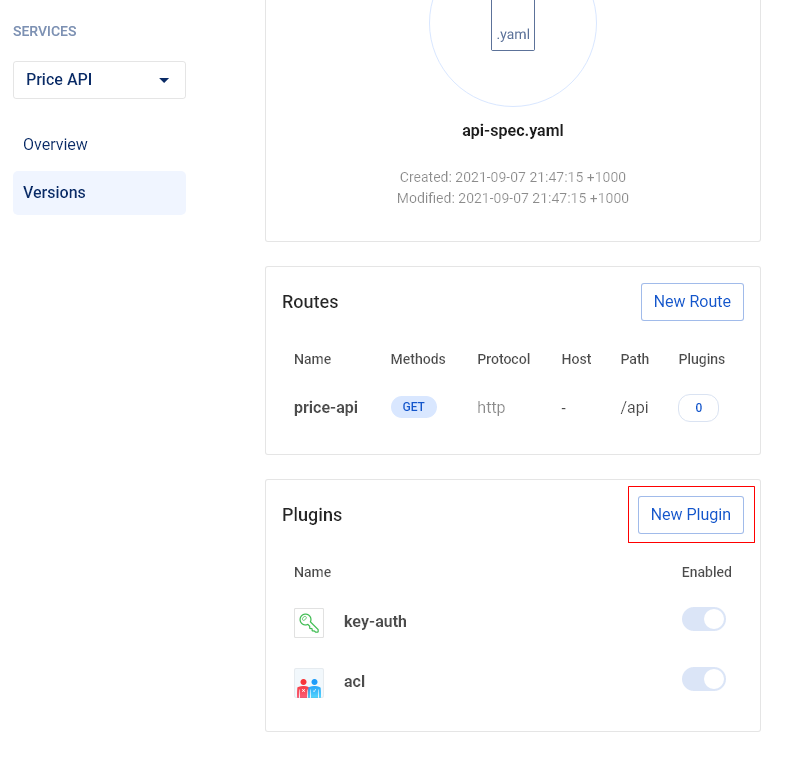 SERVICES
Price API
Overview
Versions
.yaml
api-spec.yaml
Created: 2021-09-07 21:47:15 +1000
Modified: 2021-09-07 21:47:15 +1000
Routes New Route
Name Methods Protocol Host Path Plugins
price-api GET http - /api 0
Plugins New Plugin
Name Enabled
key-auth
acl